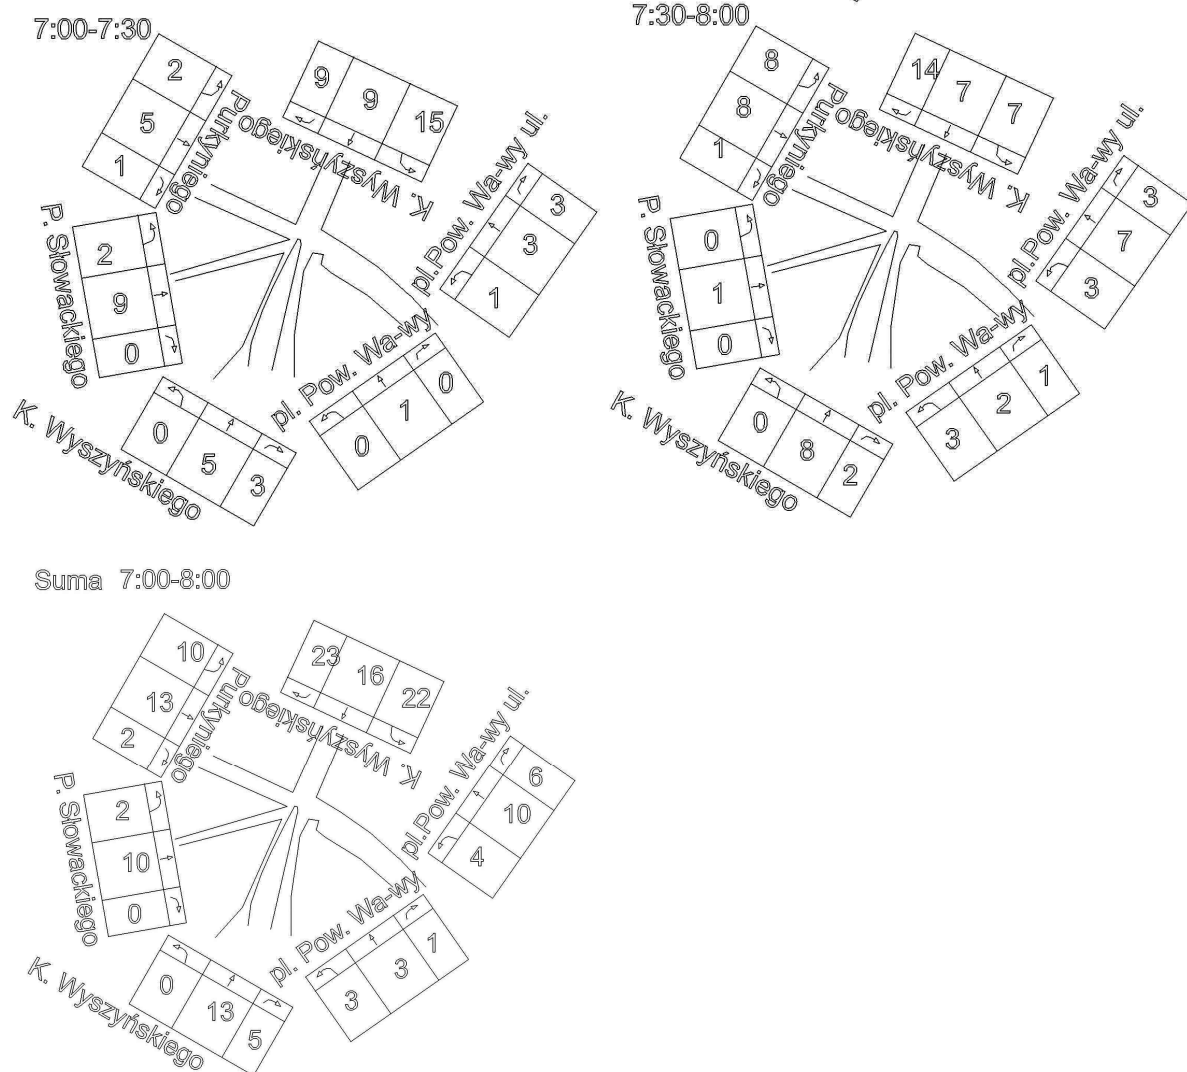 7:00-7:30
2
5
1
Purkyniego
9
9
15
K. Wyszyńskiego
pl.Pow. Wa-wy ul.
3
3
1
P. Słowackiego
2
9
0
K. Wyszyńskiego
0
5
3
pl. Pow. Wa-wy
0
1
0
7:30-8:00
8
8
1
Purkyniego
14
7
7
K. Wyszyńskiego
pl.Pow. Wa-wy ul.
3
7
3
P. Słowackiego
0
1
0
K. Wyszyńskiego
0
8
2
pl. Pow. Wa-wy
3
2
1
Suma 7:00-8:00
10
13
2
Purkyniego
23
16
22
K. Wyszyńskiego
pl.Pow. Wa-wy ul.
6
10
4
P. Słowackiego
2
10
0
K. Wyszyńskiego
0
13
5
pl. Pow. Wa-wy
3
3
1